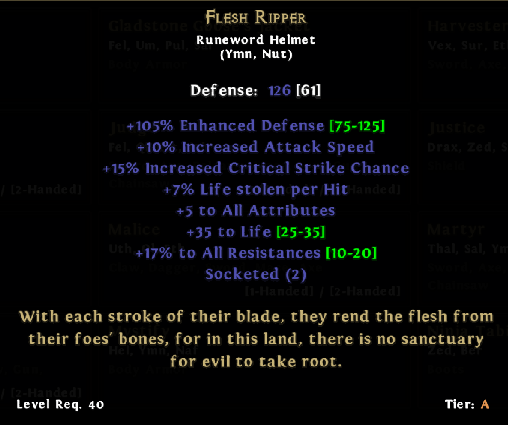 FLESH RIPPER
Runeword Helmet
(Ymn, Nut)
Defense: 126 [61]
+105% Enhanced Defense [75-125]
+10% Increased Attack Speed
+15% Increased Critical Strike Chance
+7% Life stolen per Hit
+5 to All Attributes
+35 to Life [25-35]
+17% to All Resistances [10-20]
Socketed (2)
With each stroke of their blade, they rend the flesh from
their foes' bones, for in this land, there is no sanctuary
for evil to take root.
Level Req. 40
Tier: A